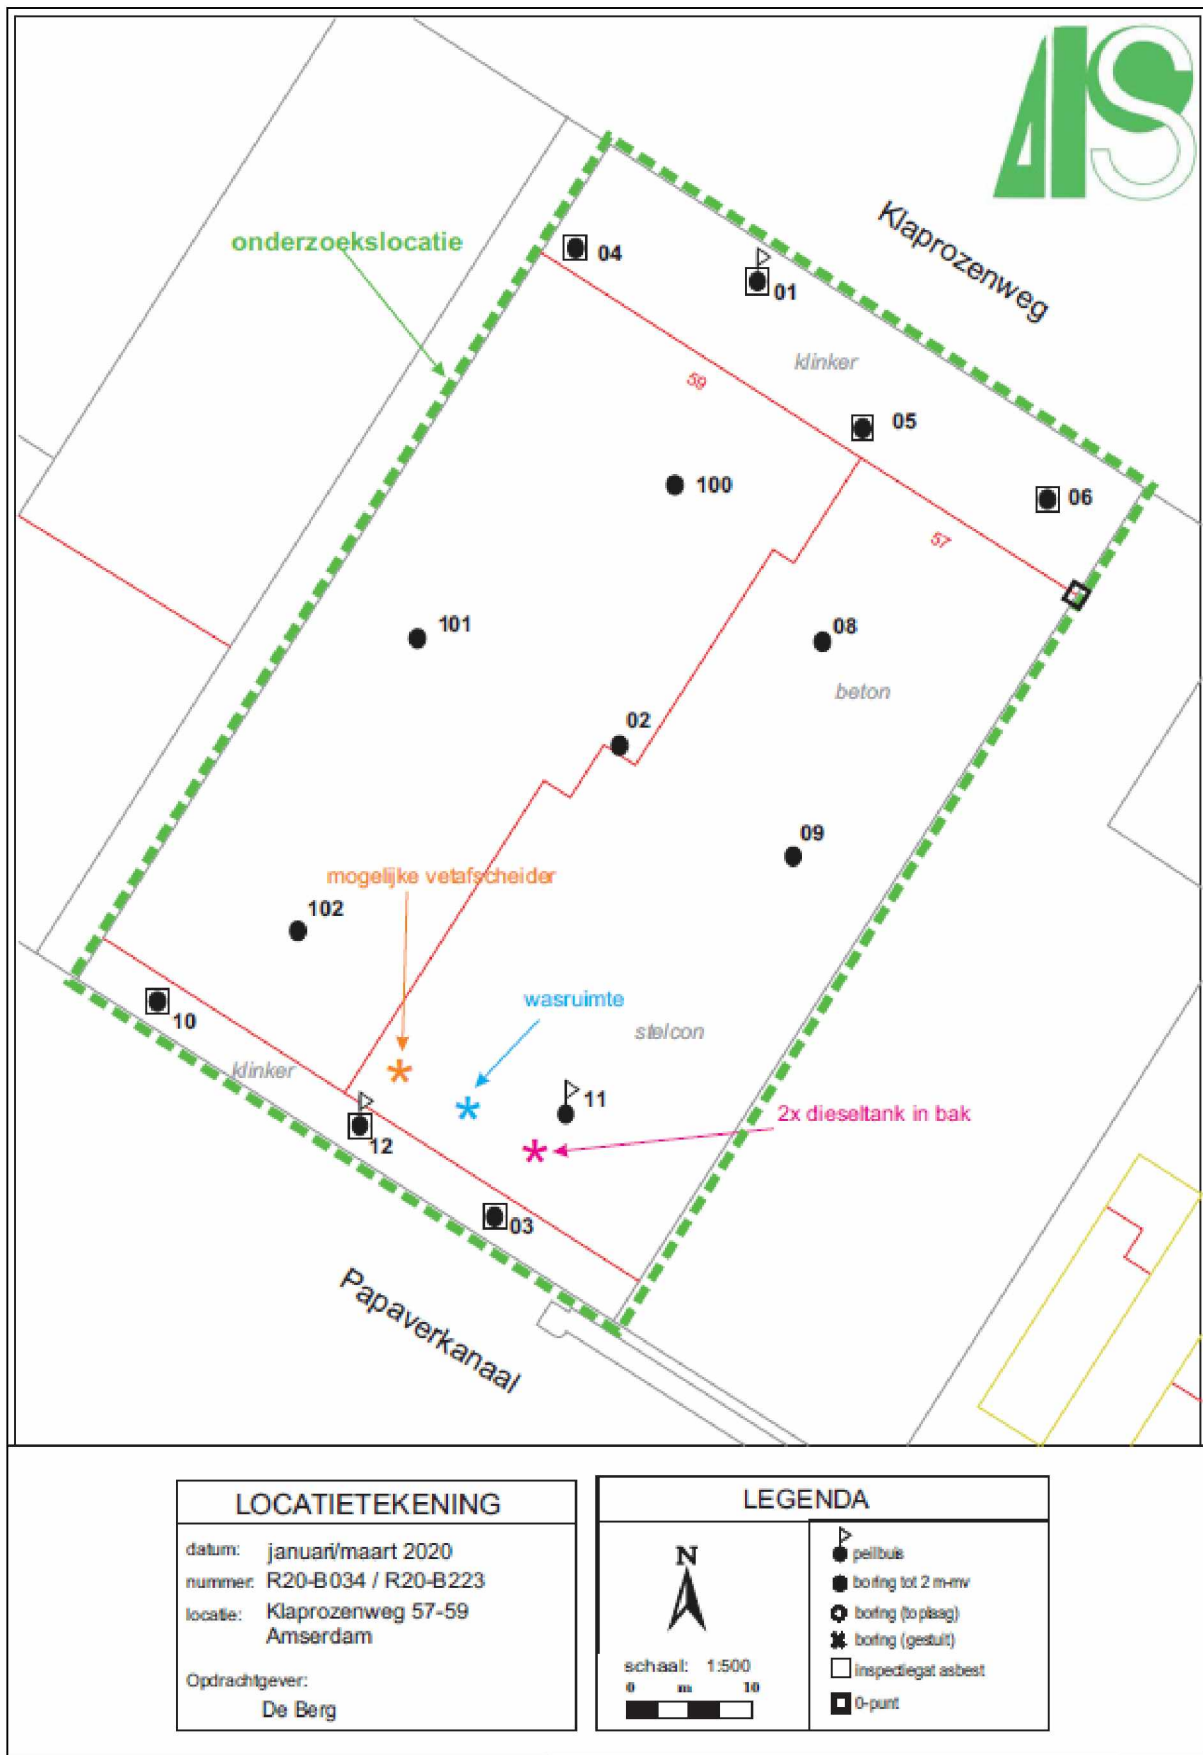 Klaprozenweg
onderzoekslocatie
04
01
klinker
59
05
100
06
57
101
08
beton
02
09
mogelijke vetafscheider
102
wasruimte
10
stelcon
klinker
11
2x dieseltank in bak
12
03
Papaverkanaal
LOCATIETEKENING
datum: januari/maart 2020
nummer: R20-B034 / R20-B223
locatie: Klaprozenweg 57-59
Amserdam
Opdrachtgever:
De Berg
LEGENDA
N
schaal: 1:500
0 m 10
peilbuis
boring tot 2 m-mv
boring (toplaag)
boring (gestuit)
inspectiegat asbest
0-punt